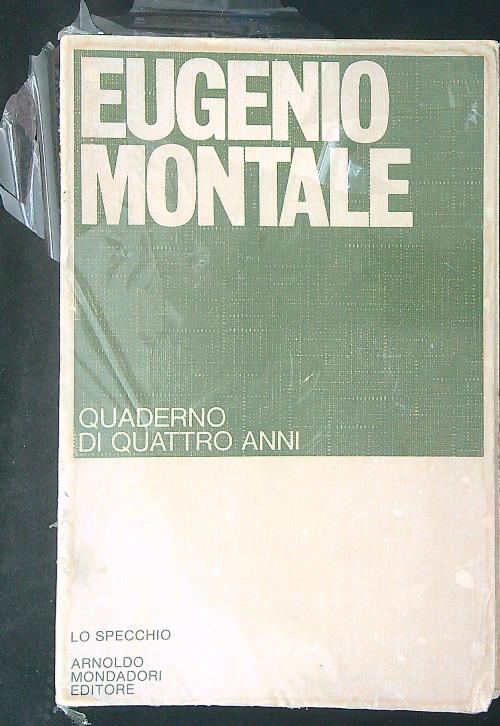 EUGENIO
MONTALE
QUADERNO
DI QUATTRO ANNI
LO SPECCHIO
ARNOLDO
MONDADORI
EDITORE